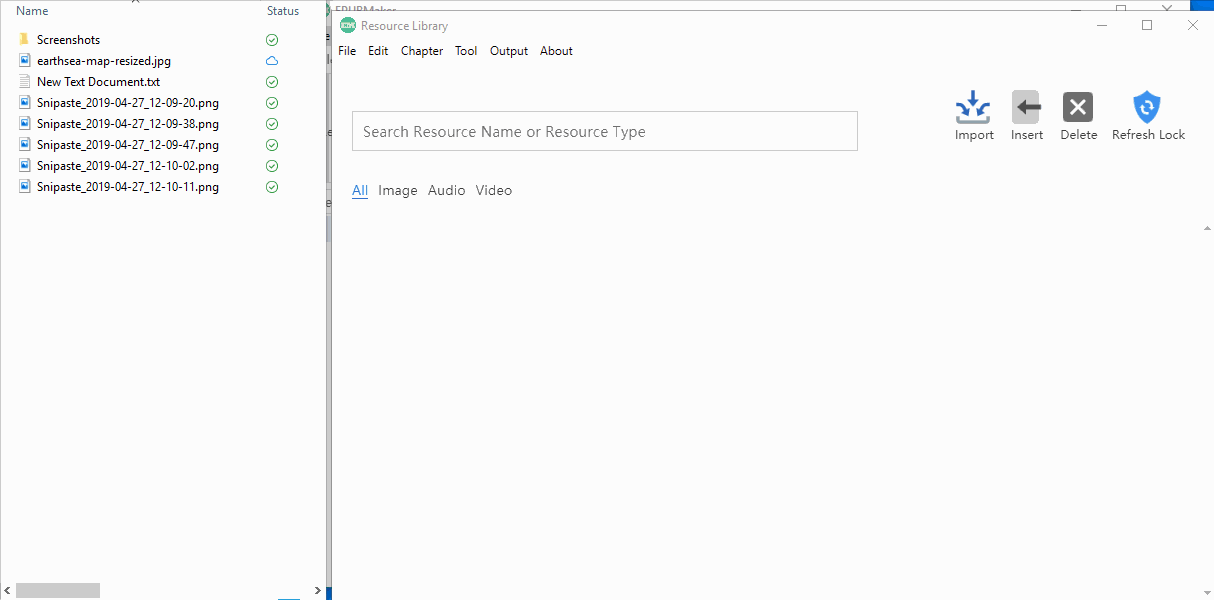 Name Status
Screenshots
earthsea-map-resized.jpg
New Text Document.txt
Snipaste_2019-04-27_12-09-20.png
Snipaste_2019-04-27_12-09-38.png
Snipaste_2019-04-27_12-09-47.png
Snipaste_2019-04-27_12-10-02.png
Snipaste_2019-04-27_12-10-11.png
EPUBMaker
Resource Library
File Edit Chapter Tool Output About
Search Resource Name or Resource Type
Import Insert Delete Refresh Lock
All Image Audio Video